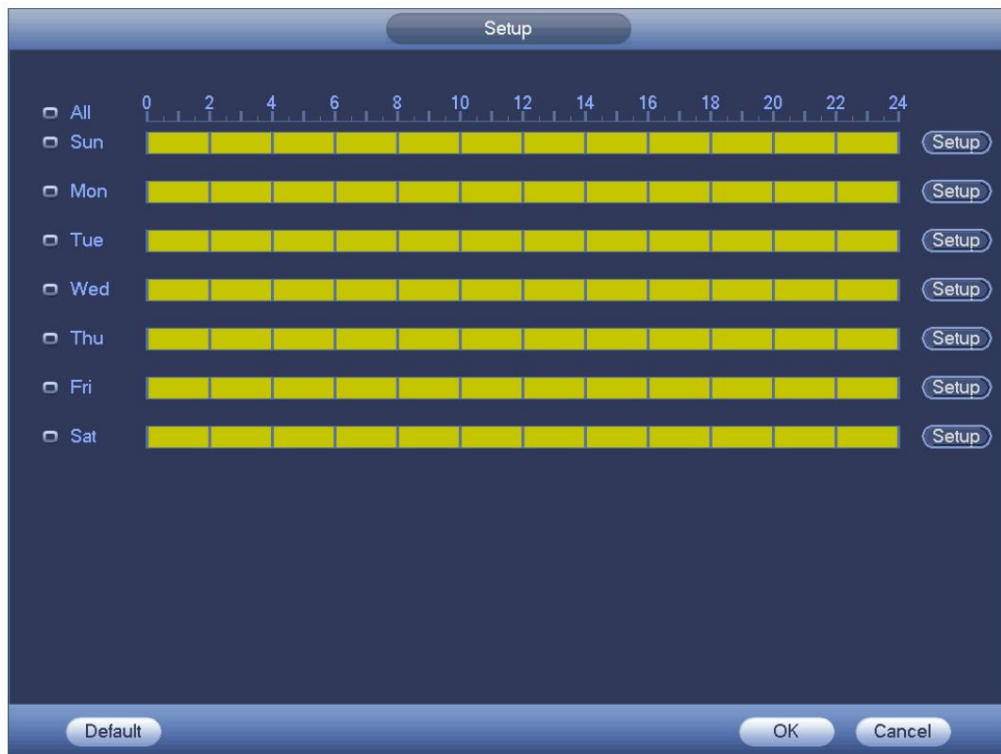 Setup
All 0 2 4 6 8 10 12 14 16 18 20 22 24
Sun Setup
Mon Setup
Tue Setup
Wed Setup
Thu Setup
Fri Setup
Sat Setup
Default OK Cancel